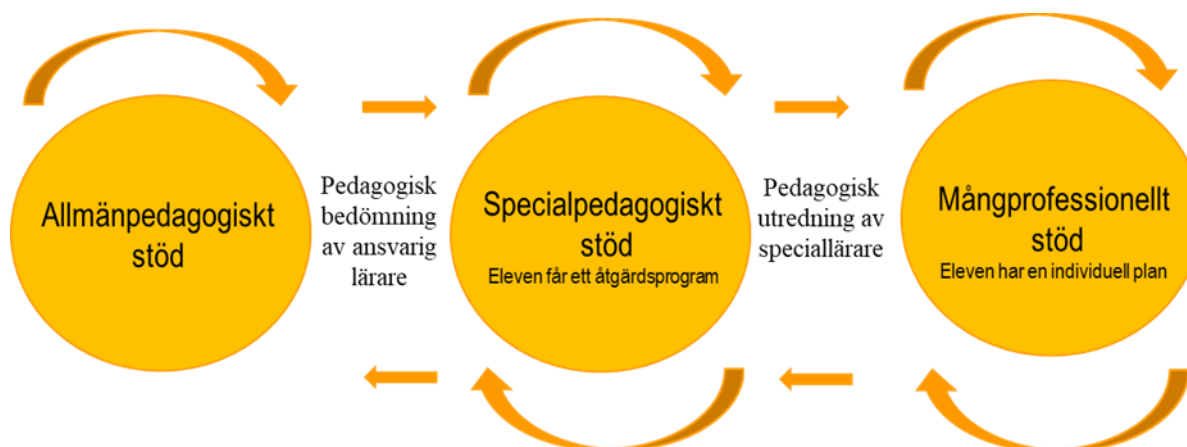 Allmänpedagogiskt
stöd
Pedagogisk
bedömning
av ansvarig
lärare
Specialpedagogiskt
stöd
Eleven får ett åtgärdsprogram
Pedagogisk
utredning av
speciallärare
Mångprofessionellt
stöd
Eleven har en individuell plan